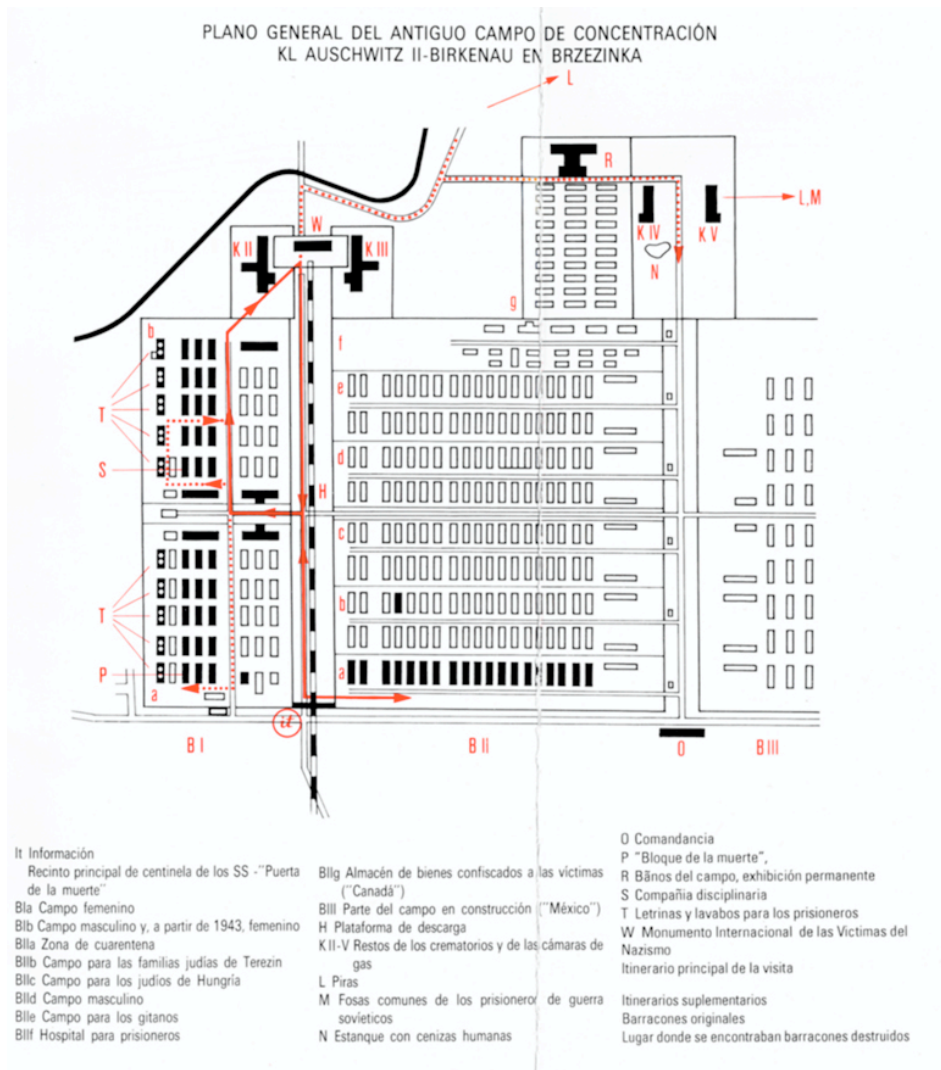 PLANO GENERAL DEL ANTIGUO CAMPO DE CONCENTRACIÓN
KL AUSCHWITZ II-BIRKENAU EN BRZEZINKA
L
R
L,M
W
K II
K III
K IV
K V
N
g
b
f
e
T
d
S
H
c
T
b
P
a
a
it
B I
B II
O
B III
It Información
Recinto principal de centinela de los SS -"Puerta
de la muerte"
BIa Campo femenino
BIb Campo masculino y, a partir de 1943, femenino
BIIa Zona de cuarentena
BIIb Campo para las familias judías de Terezin
BIIc Campo para los judíos de Hungría
BIId Campo masculino
BIIe Campo para los gitanos
BIIf Hospital para prisioneros
BIIg Almacén de bienes confiscados a las víctimas
("Canadá")
BIII Parte del campo en construcción ("México")
H Plataforma de descarga
K II-V Restos de los crematorios y de las cámaras de
gas
L Piras
M Fosas comunes de los prisioneros de guerra
sovieticos
N Estanque con cenizas humanas
O Comandancia
P "Bloque de la muerte",
R Bãnos del campo, exhibición permanente
S Compañia disciplinaria
T Letrinas y lavabos para los prisioneros
W Monumento Internacional de las Victimas del
Nazismo
Itinerario principal de la visita
Itinerarios suplementarios
Barracones originales
Lugar donde se encontraban barracones destruidos